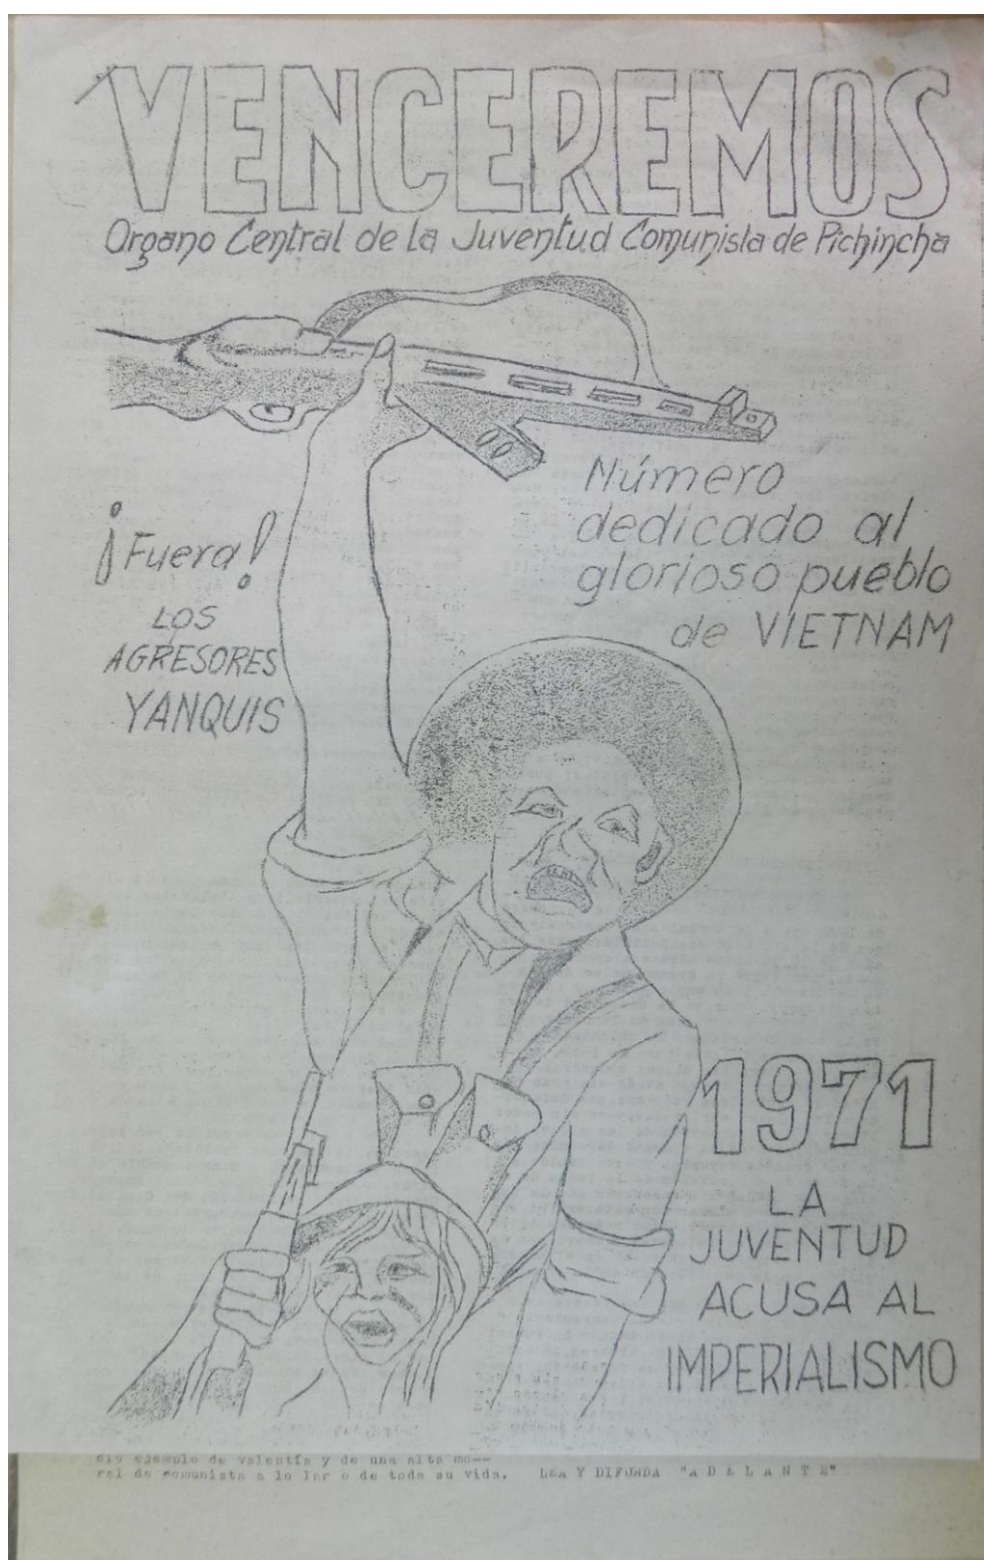 VENCEREMOS
Organo Central de la Juventud Comunista de Pichincha
Número
dedicado al
glorioso pueblo
de VIETNAM
¡Fuera!
LOS
AGRESORES
YANQUIS
1971
LA
JUVENTUD
ACUSA AL
IMPERIALISMO
ejemplo de valentía y de una alta mo--
ral de comunista a lo lar o de toda su vida. LEA Y DIFUNDA "A D E L A N T E"